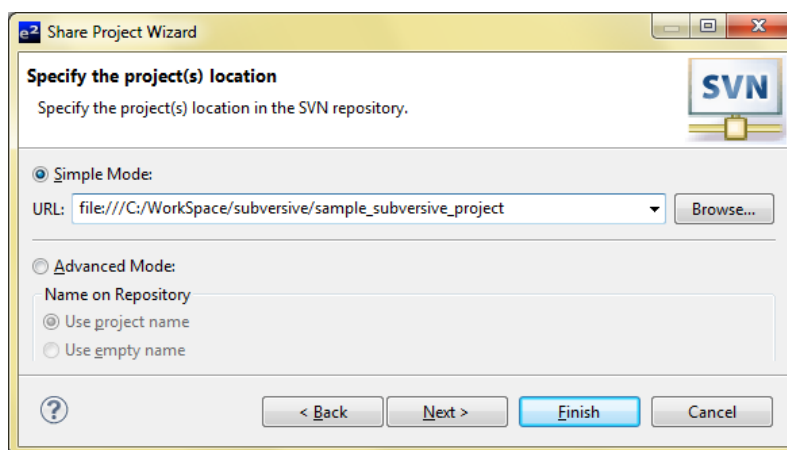 e² Share Project Wizard
Specify the project(s) location
Specify the project(s) location in the SVN repository.
SVN
Simple Mode:
URL: file:///C:/WorkSpace/subversive/sample_subversive_project Browse...
Advanced Mode:
Name on Repository
Use project name
Use empty name
? < Back Next > Finish Cancel